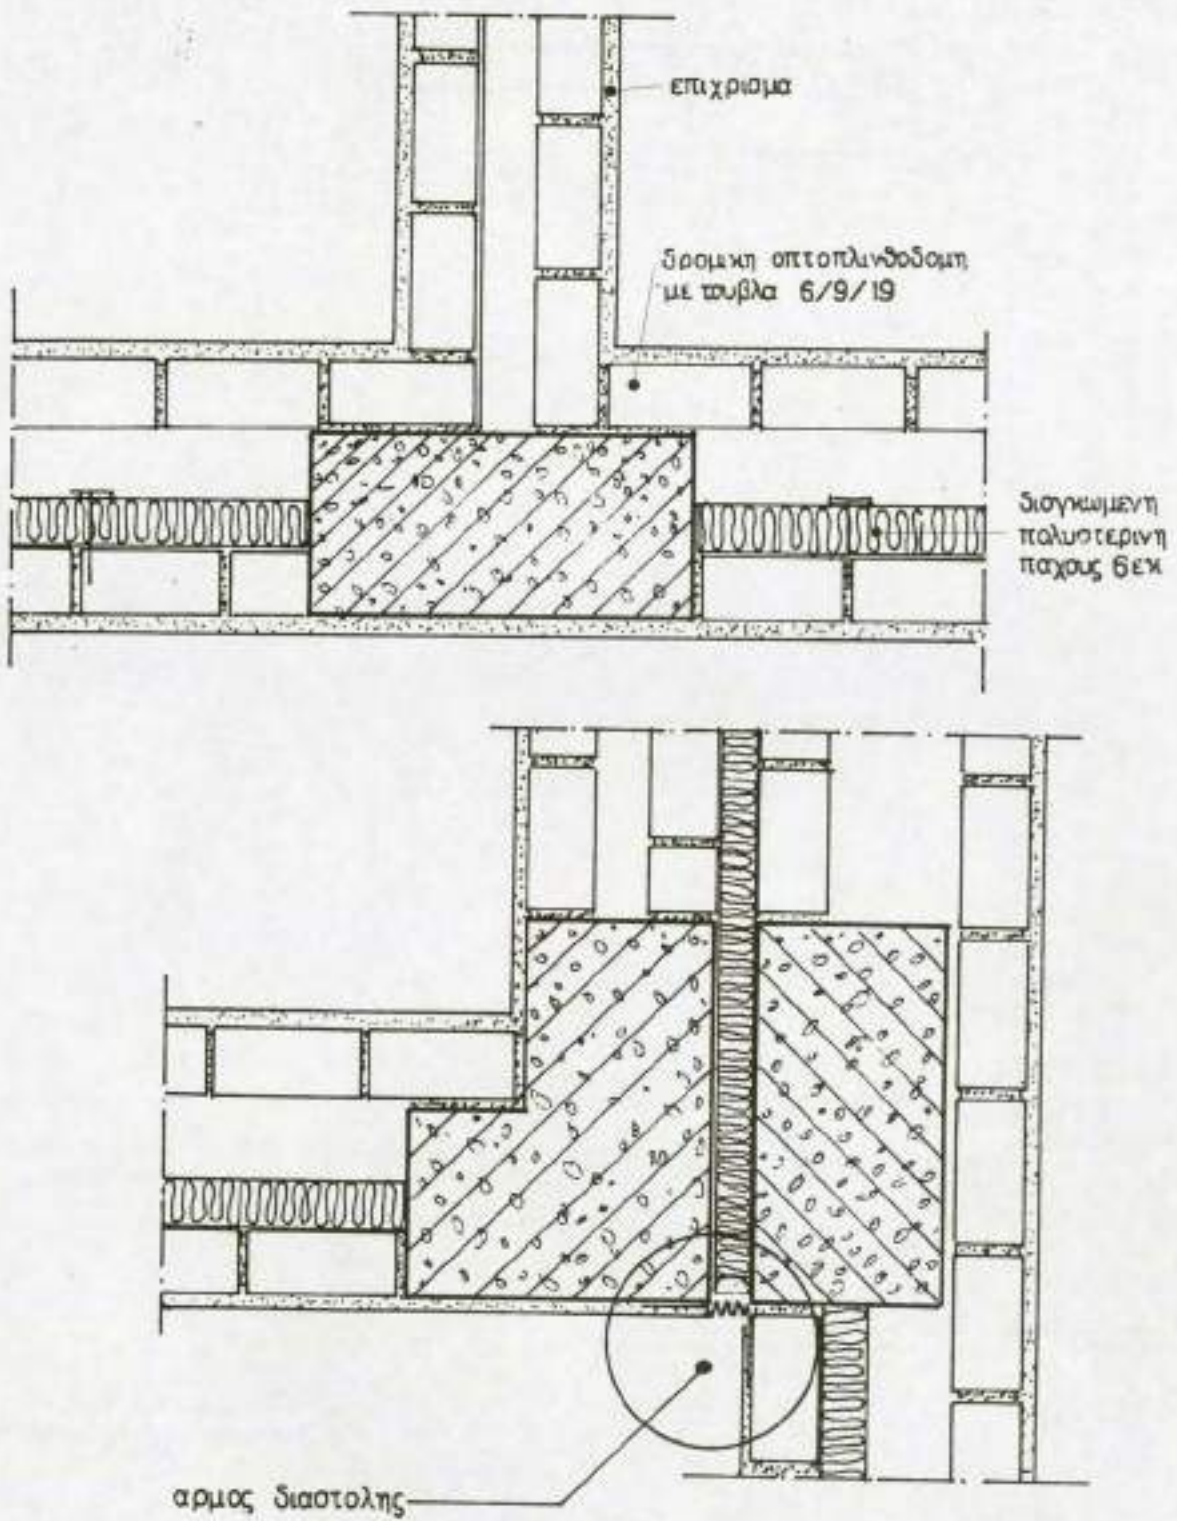 επιχρισμα
δρομικη οπτοπλινθοδομη
με τουβλα 6/9/19
διογκωμενη
πολυστερινη
παχους 6εκ
αρμος διαστολης